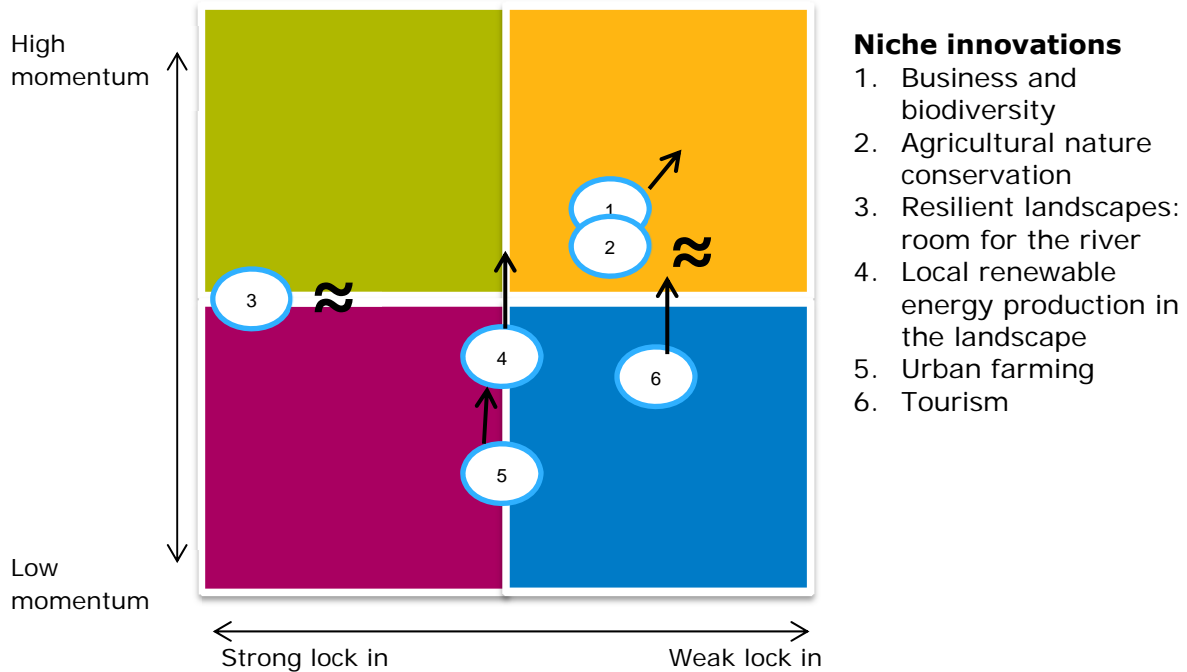 High
momentum
Low
momentum
Strong lock in
Weak lock in
1
2
≈
3
≈
4
6
5
Niche innovations
1. Business and
biodiversity
2. Agricultural nature
conservation
3. Resilient landscapes:
room for the river
4. Local renewable
energy production in
the landscape
5. Urban farming
6. Tourism